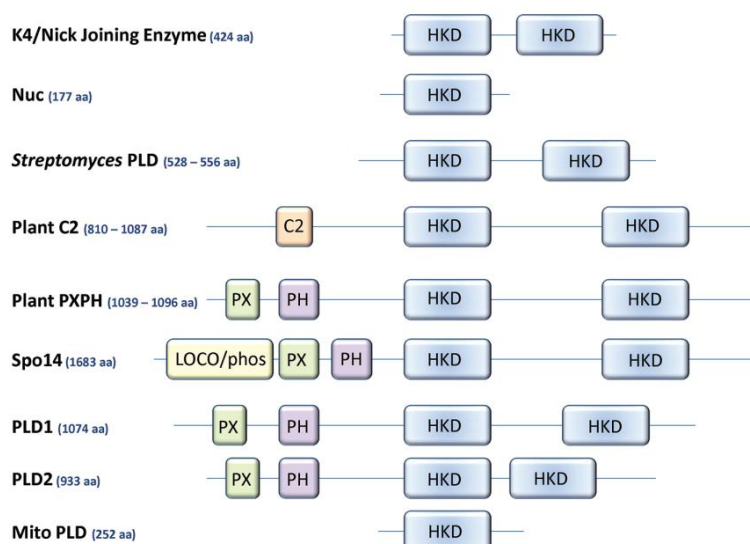 K4/Nick Joining Enzyme (424 aa) HKD HKD
Nuc (177 aa) HKD
Streptomyces PLD (528 – 556 aa) HKD HKD
Plant C2 (810 – 1087 aa) C2 HKD HKD
Plant PXPH (1039 – 1096 aa) PX PH HKD HKD
Spo14 (1683 aa) LOCO/phos PX PH HKD HKD
PLD1 (1074 aa) PX PH HKD HKD
PLD2 (933 aa) PX PH HKD HKD
Mito PLD (252 aa) HKD